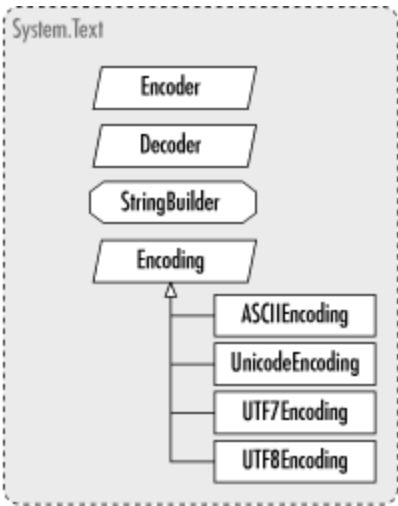 System.Text
Encoder
Decoder
StringBuilder
Encoding
ASCIIEncoding
UnicodeEncoding
UTF7Encoding
UTF8Encoding